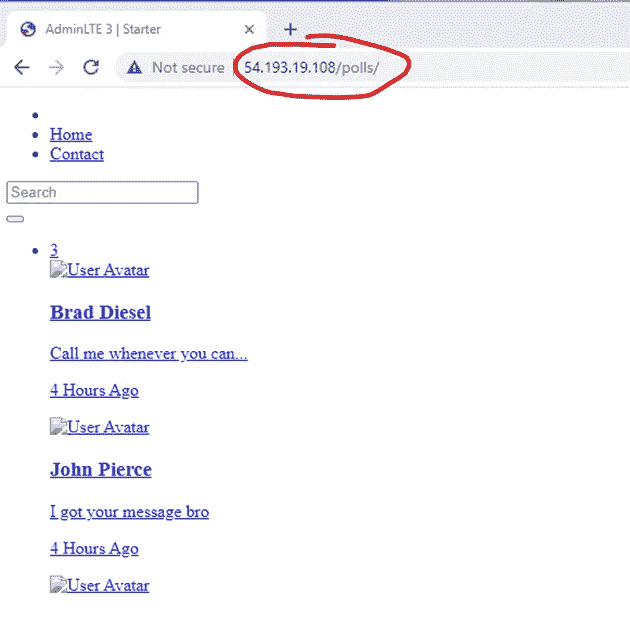 AdminLTE 3 | Starter
Not secure | 54.193.19.108/polls/
Home
Contact
Search
3
User Avatar
Brad Diesel
Call me whenever you can...
4 Hours Ago
User Avatar
John Pierce
I got your message bro
4 Hours Ago
User Avatar